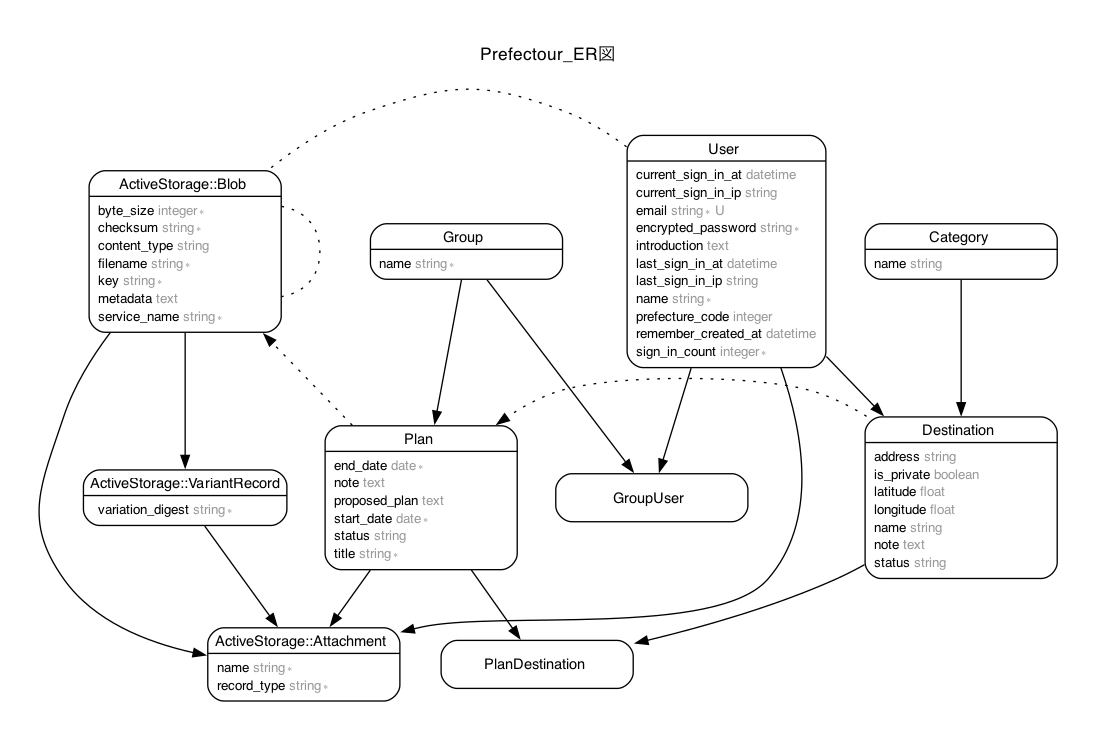 Prefectour_ER図
User
current_sign_in_at datetime
current_sign_in_ip string
email string* U
encrypted_password string*
introduction text
last_sign_in_at datetime
last_sign_in_ip string
name string*
prefecture_code integer
remember_created_at datetime
sign_in_count integer*
ActiveStorage::Blob
byte_size integer*
checksum string*
content_type string
filename string*
key string*
metadata text
service_name string*
Group
name string*
Category
name string
Destination
address string
is_private boolean
latitude float
longitude float
name string
note text
status string
Plan
end_date date*
note text
proposed_plan text
start_date date*
status string
title string*
ActiveStorage::VariantRecord
variation_digest string*
GroupUser
ActiveStorage::Attachment
name string*
record_type string*
PlanDestination